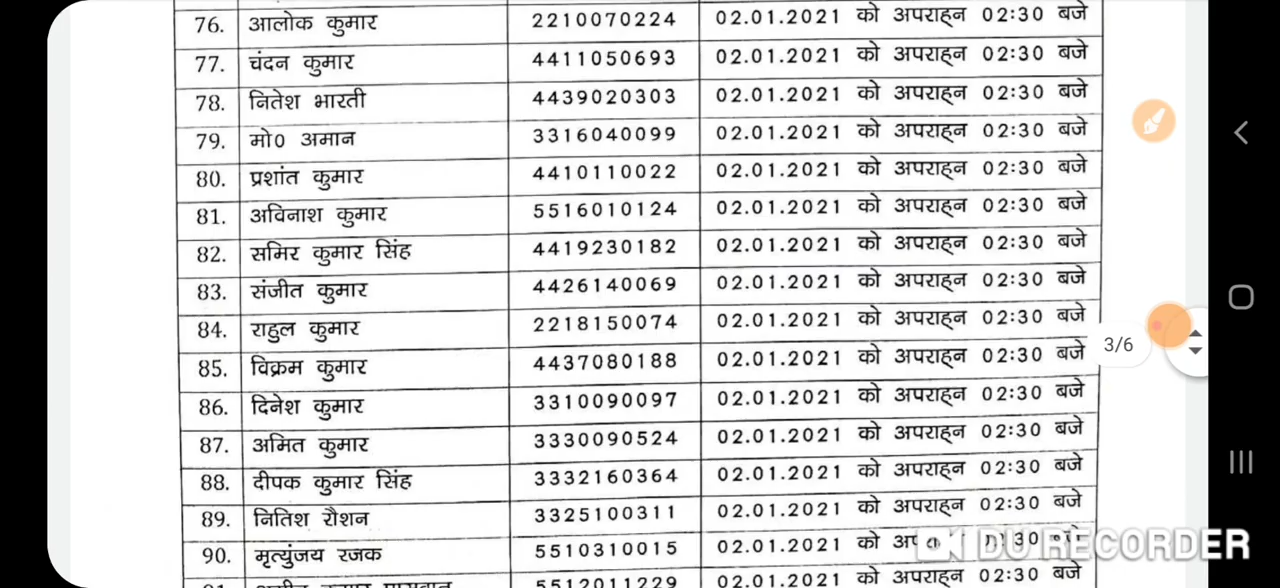 76. आलोक कुमार 2210070224 02.01.2021 को अपराह्न 02:30 बजे
77. चंदन कुमार 4411050693 02.01.2021 को अपराह्न 02:30 बजे
78. नितेश भारती 4439020303 02.01.2021 को अपराह्न 02:30 बजे
79. मो0 अमान 3316040099 02.01.2021 को अपराह्न 02:30 बजे
80. प्रशांत कुमार 4410110022 02.01.2021 को अपराह्न 02:30 बजे
81. अविनाश कुमार 5516010124 02.01.2021 को अपराह्न 02:30 बजे
82. समिर कुमार सिंह 4419230182 02.01.2021 को अपराह्न 02:30 बजे
83. संजीत कुमार 4426140069 02.01.2021 को अपराह्न 02:30 बजे
84. राहुल कुमार 2218150074 02.01.2021 को अपराह्न 02:30 बजे
3/6
85. विक्रम कुमार 4437080188 02.01.2021 को अपराह्न 02:30 बजे
86. दिनेश कुमार 3310090097 02.01.2021 को अपराह्न 02:30 बजे
87. अमित कुमार 3330090524 02.01.2021 को अपराह्न 02:30 बजे
88. दीपक कुमार सिंह 3332160364 02.01.2021 को अपराह्न 02:30 बजे
89. नितिश रौशन 3325100311 02.01.2021 को अपराह्न 02:30 बजे
90. मृत्युंजय रजक 5510310015 02.01.2021 को 02:30 बजे
DU RECORDER
5512011229 02.01.2021 को अपराह्न 02:30 बजे